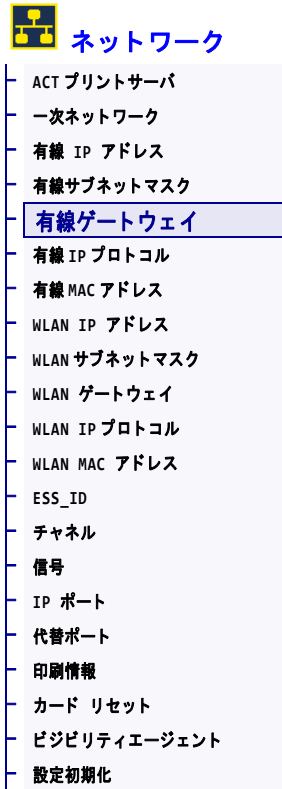 ネットワーク
ACT プリントサーバ
一次ネットワーク
有線 IP アドレス
有線サブネットマスク
有線ゲートウェイ
有線 IP プロトコル
有線 MAC アドレス
WLAN IP アドレス
WLAN サブネットマスク
WLAN ゲートウェイ
WLAN IP プロトコル
WLAN MAC アドレス
ESS_ID
チャネル
信号
IP ポート
代替ポート
印刷情報
カード リセット
ビジビリティエージェント
設定初期化